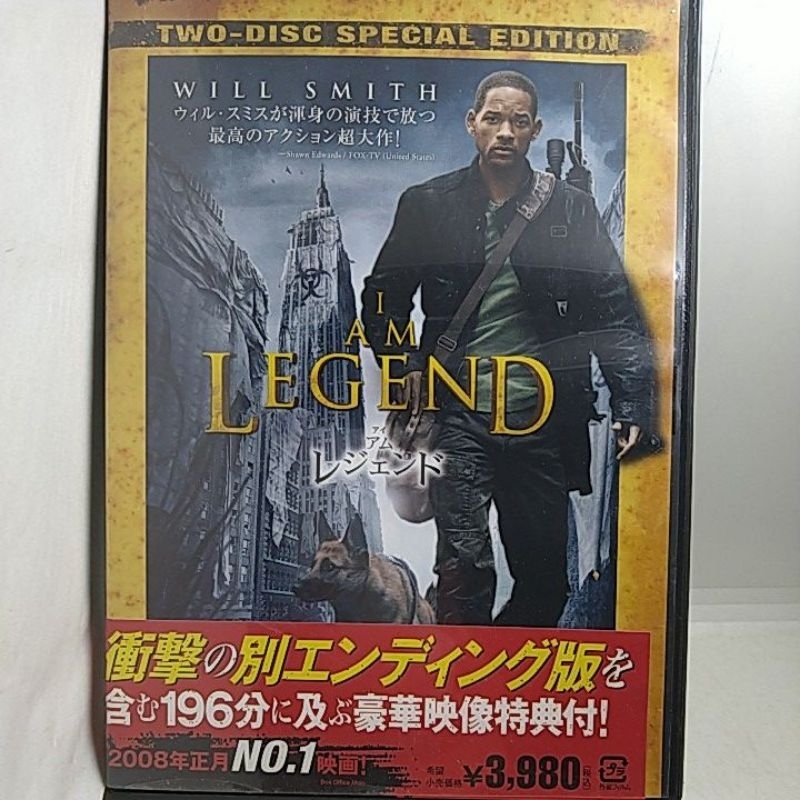 TWO-DISC SPECIAL EDITION
WILL SMITH
ウィル・スミスが渾身の演技で放つ
最高のアクション超大作!
—Shawn Edwards / FOX-TV (United States)
I
AM
LEGEND
アイ
アム
レジェンド
衝撃の別エンディング版を
含む196分に及ぶ豪華映像特典付!
2008年正月NO.1映画!
希望
小売価格 ¥3,980
プラ